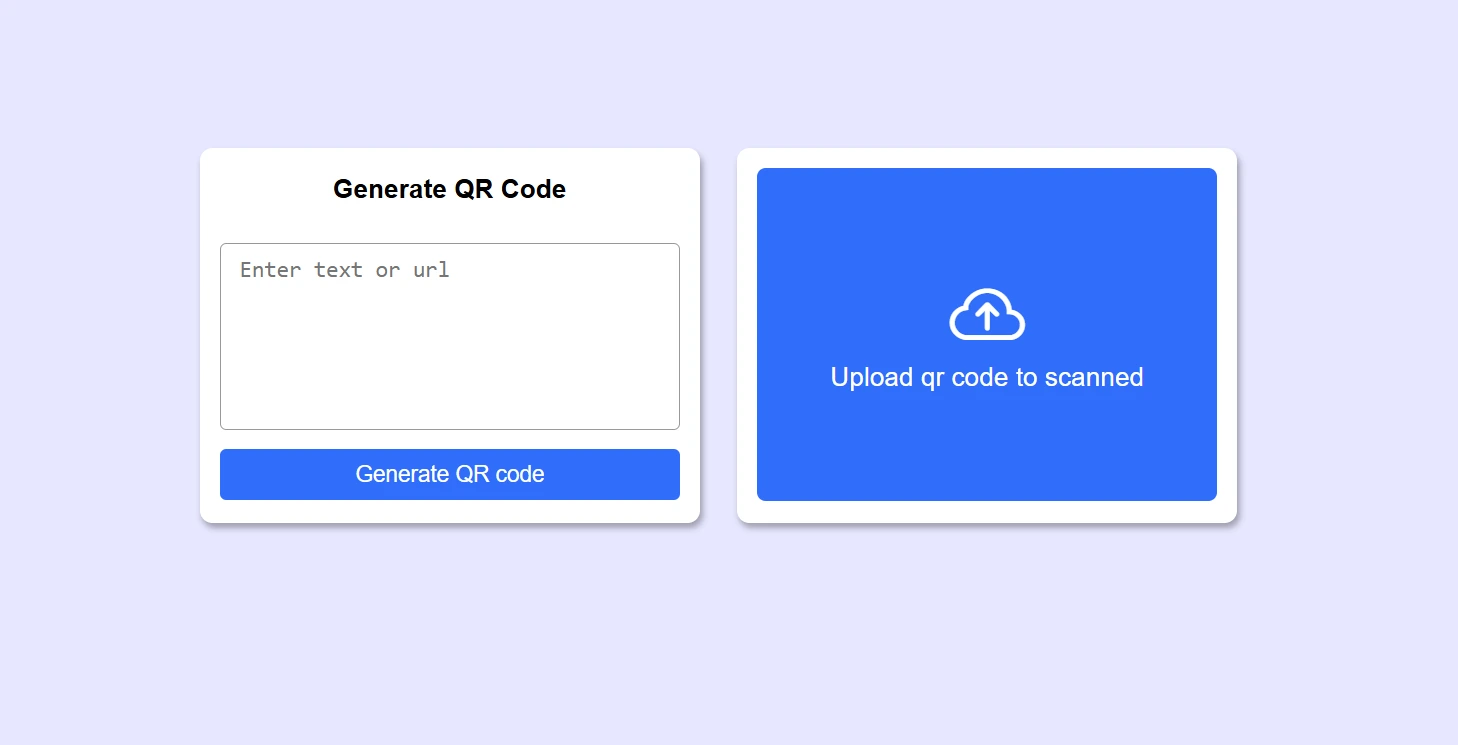 Generate QR Code
Enter text or url
Generate QR code
Upload qr code to scanned